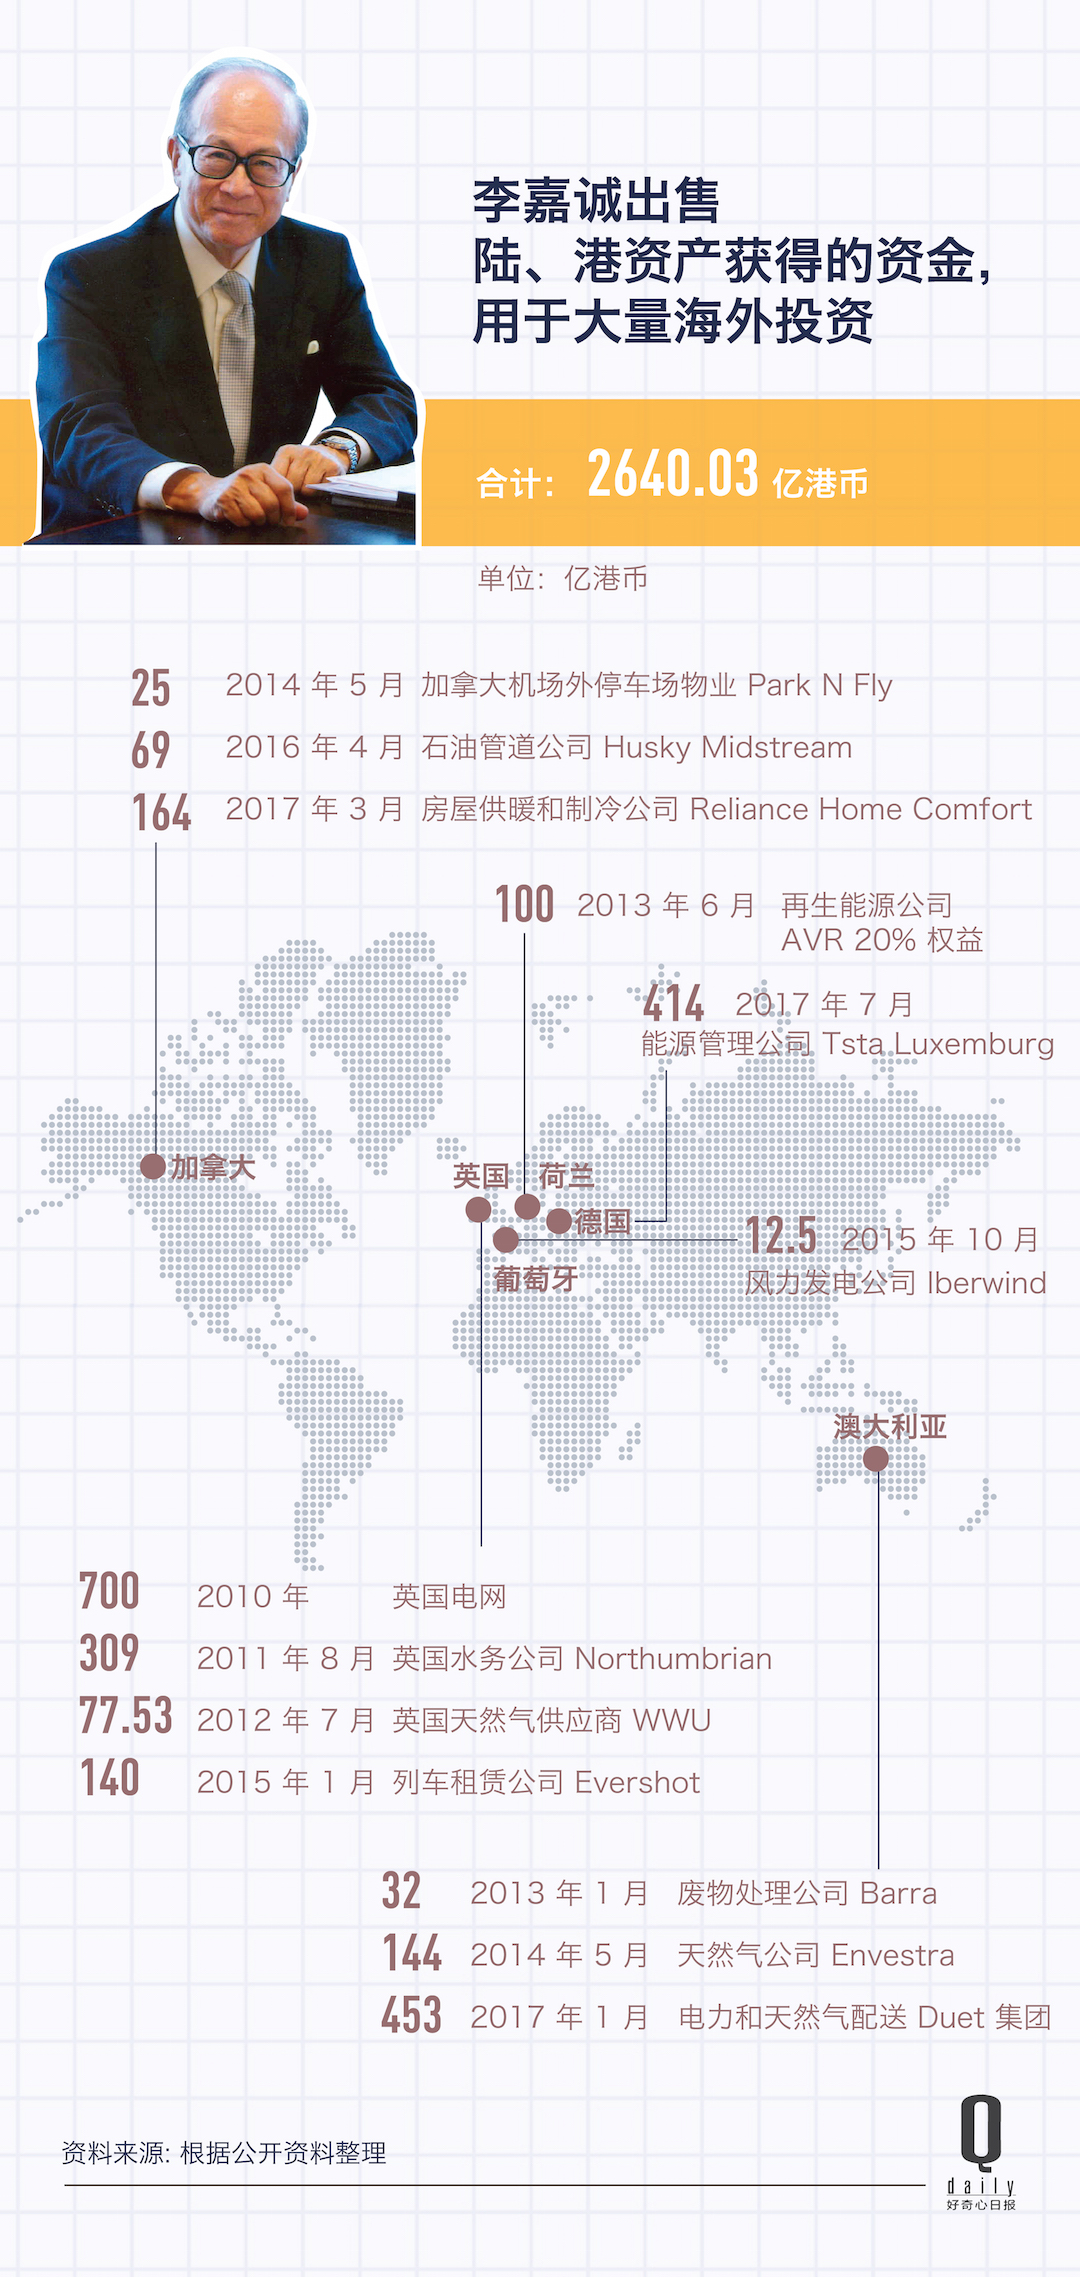 李嘉诚出售
陆、港资产获得的资金,
用于大量海外投资
合计: 2640.03 亿港币
单位: 亿港币
25 2014 年 5 月 加拿大机场外停车场物业 Park N Fly
69 2016 年 4 月 石油管道公司 Husky Midstream
164 2017 年 3 月 房屋供暖和制冷公司 Reliance Home Comfort
100 2013 年 6 月 再生能源公司
AVR 20% 权益
414 2017 年 7 月
能源管理公司 Tsta Luxemburg
加拿大
英国 荷兰
德国
葡萄牙
12.5 2015 年 10 月
风力发电公司 Iberwind
澳大利亚
700 2010 年 英国电网
309 2011 年 8 月 英国水务公司 Northumbrian
77.53 2012 年 7 月 英国天然气供应商 WWU
140 2015 年 1 月 列车租赁公司 Evershot
32 2013 年 1 月 废物处理公司 Barra
144 2014 年 5 月 天然气公司 Envestra
453 2017 年 1 月 电力和天然气配送 Duet 集团
资料来源: 根据公开资料整理
Q
daily
好奇心日报